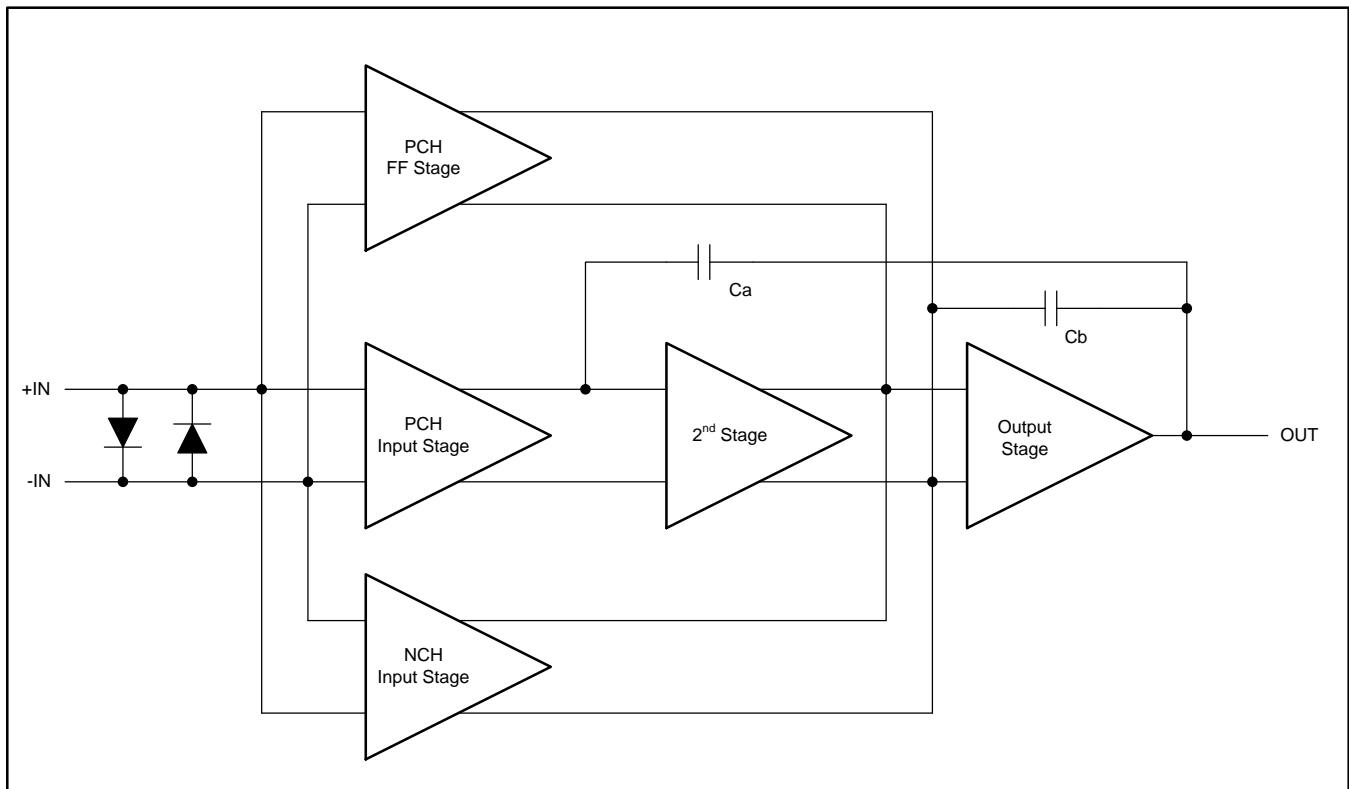 PCH
FF Stage
Ca
Cb
+IN
-IN
PCH
Input Stage
2nd Stage
Output
Stage
OUT
NCH
Input Stage